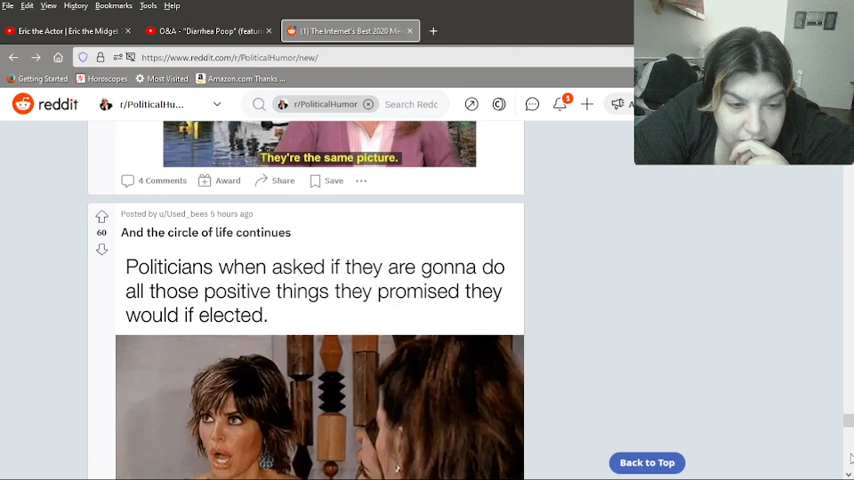 File Edit View History Bookmarks Tools Help
Eric the Actor | Eric the Midget
O&A - "Diarrhea Poop" (featuri
(1) The Internet's Best 2020 Me
https://www.reddit.com/r/PoliticalHumor/new/
Getting Started Horoscopes Most Visited Amazon.com Thanks ...
reddit r/PoliticalHu... r/PoliticalHumor Search Redd 1
They're the same picture.
4 Comments Award Share Save
Posted by u/Used_bees 5 hours ago
60
And the circle of life continues
Politicians when asked if they are gonna do
all those positive things they promised they
would if elected.
Back to Top